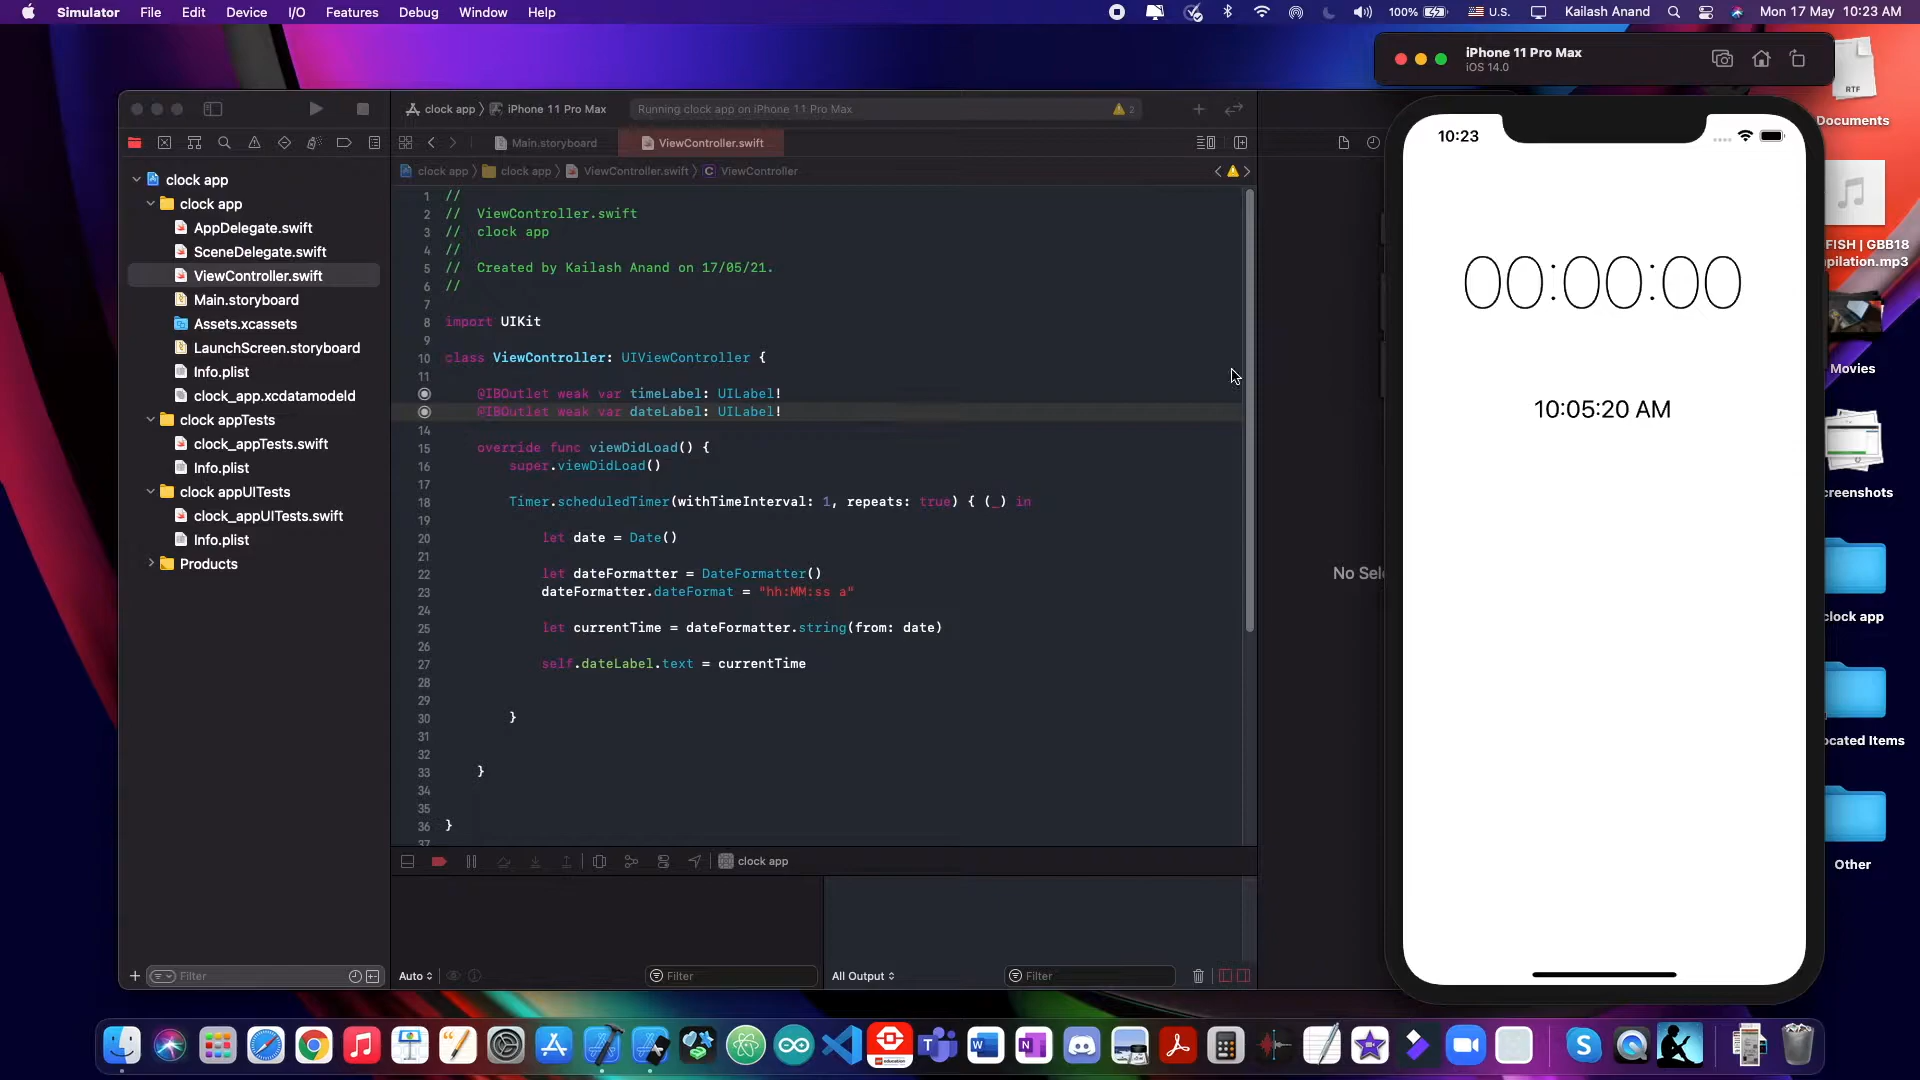 Simulator File Edit Device I/O Features Debug Window Help
100% U.S. Kailash Anand Mon 17 May 10:23 AM
iPhone 11 Pro Max
iOS 14.0
RTF
Documents
clock app iPhone 11 Pro Max
Running clock app on iPhone 11 Pro Max
2
Main.storyboard
ViewController.swift
clock app clock app ViewController.swift C ViewController
clock app
clock app
AppDelegate.swift
SceneDelegate.swift
ViewController.swift
Main.storyboard
Assets.xcassets
LaunchScreen.storyboard
Info.plist
clock_app.xcdatamodeld
clock appTests
clock_appTests.swift
Info.plist
clock appUITests
clock_appUITests.swift
Info.plist
Products
1 //
2 // ViewController.swift
3 // clock app
4 //
5 // Created by Kailash Anand on 17/05/21.
6 //
7
8 import UIKit
9
10 class ViewController: UIViewController {
11
@IBOutlet weak var timeLabel: UILabel!
@IBOutlet weak var dateLabel: UILabel!
14
15 override func viewDidLoad() {
16 super.viewDidLoad()
17
18 Timer.scheduledTimer(withTimeInterval: 1, repeats: true) { (_) in
19
20 let date = Date()
21
22 let dateFormatter = DateFormatter()
23 dateFormatter.dateFormat = "hh:MM:ss a"
24
25 let currentTime = dateFormatter.string(from: date)
26
27 self.dateLabel.text = currentTime
28
29
30 }
31
32
33 }
34
35
36 }
37
clock app
Filter
Auto
Filter
All Output
Filter
No Sel
10:23
00:00:00
10:05:20 AM
FISH | GBB18
pilation.mp3
Movies
creenshots
clock app
ocated Items
Other